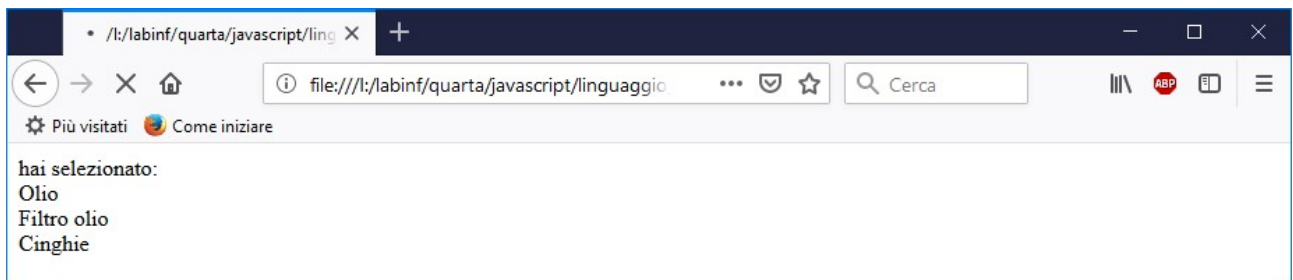 /I:/labinf/quarta/javascript/ling
file:///I:/labinf/quarta/javascript/linguaggio
Cerca
ABP
Più visitati
Come iniziare
hai selezionato:
Olio
Filtro olio
Cinghie